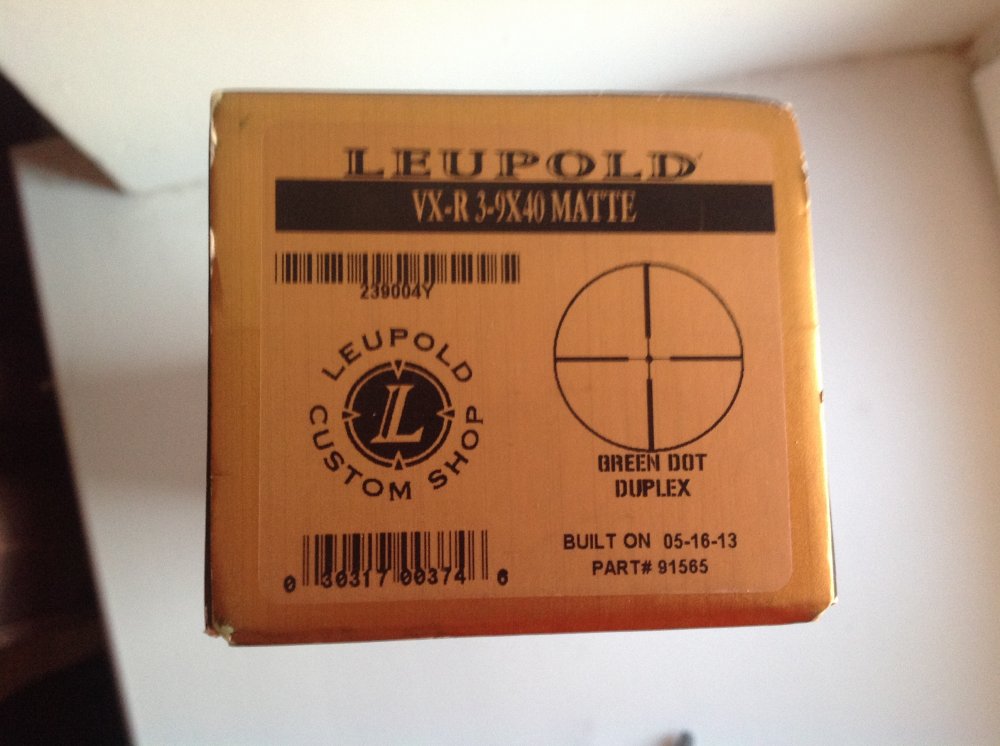 LEUPOLD
VX-R 3-9X40 MATTE
239004Y
LEUPOLD
L
CUSTOM SHOP
GREEN DOT
DUPLEX
0 30317 00374 6
BUILT ON 05-16-13
PART# 91565